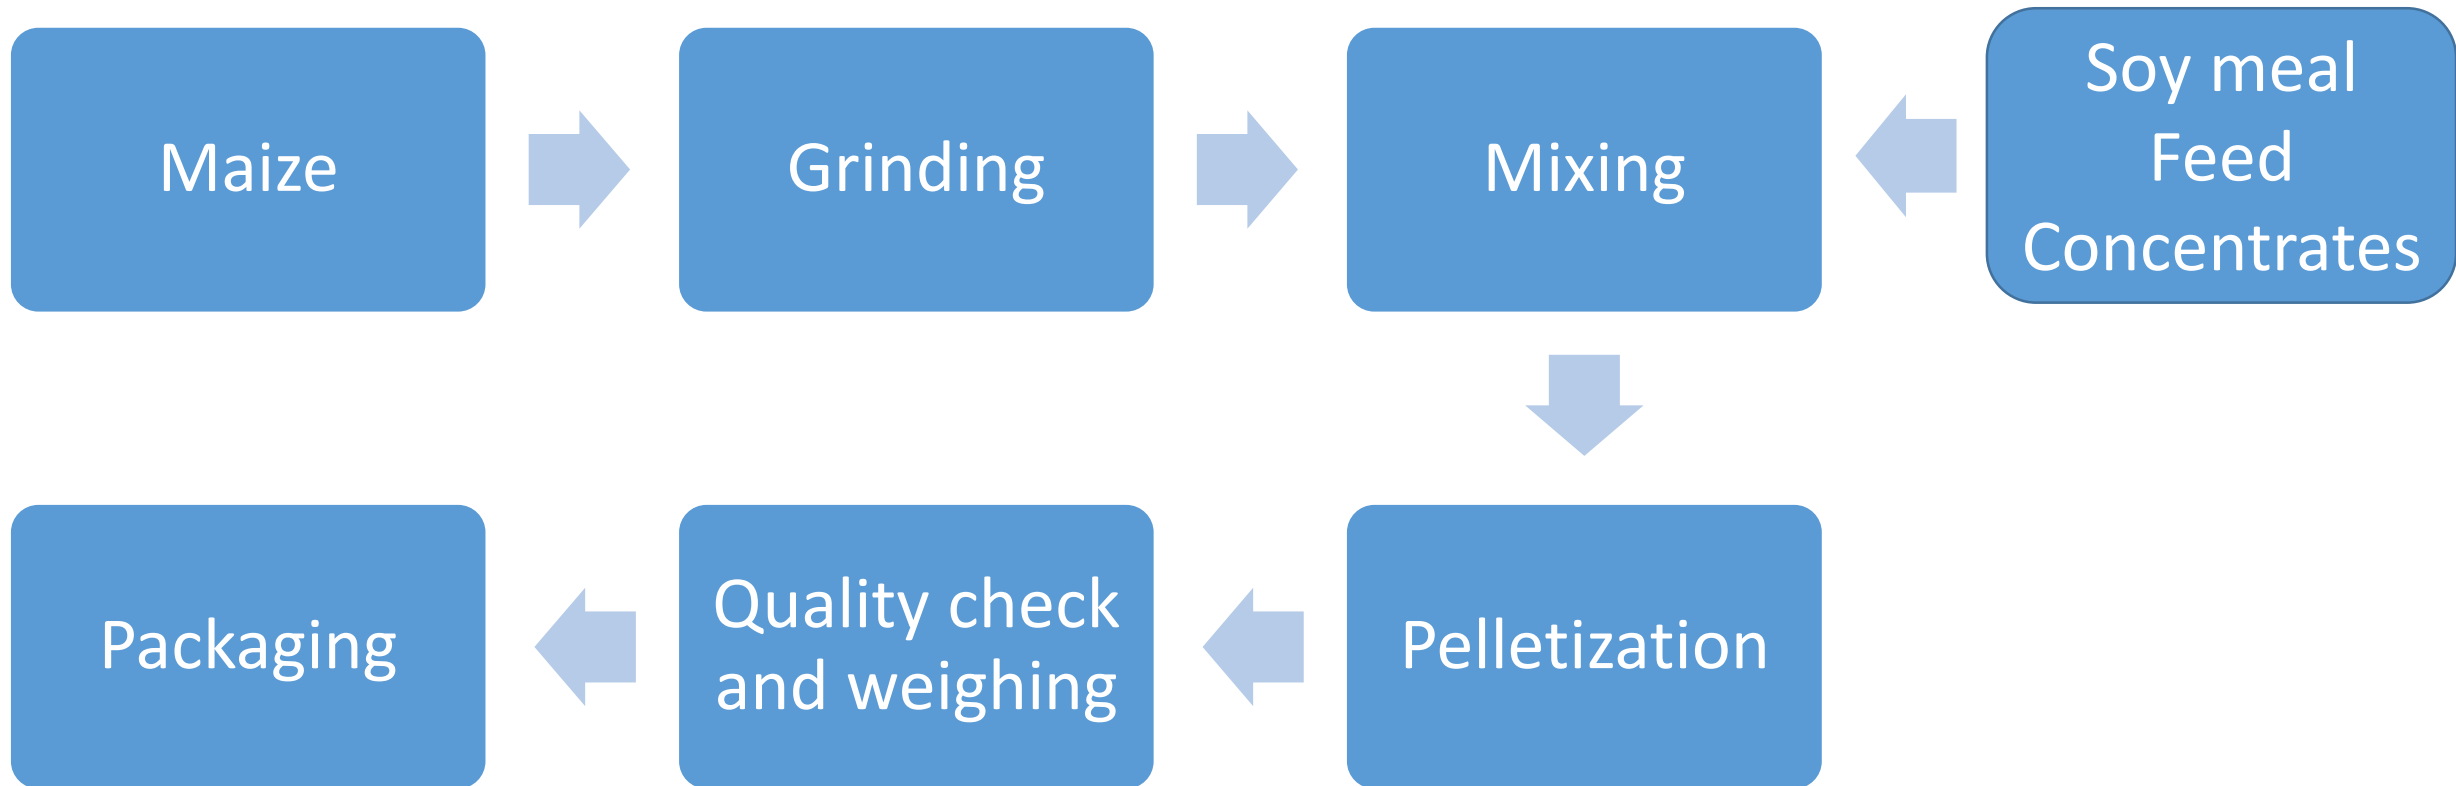 Maize
Grinding
Mixing
Soy meal
Feed
Concentrates
Packaging
Quality check
and weighing
Pelletization